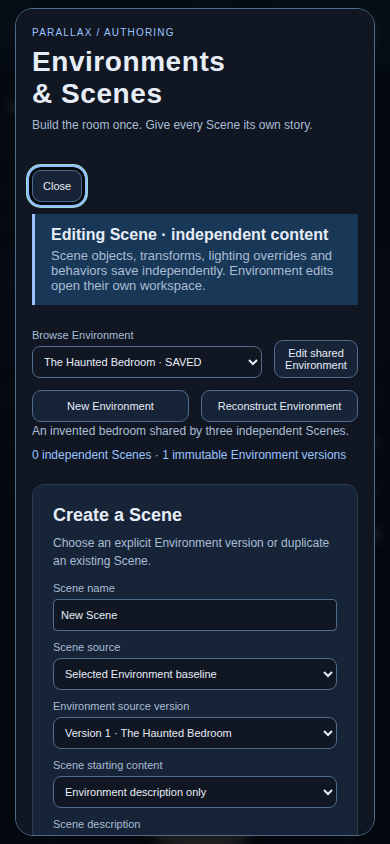 PARALLAX / AUTHORING
Environments
& Scenes
Build the room once. Give every Scene its own story.
Close
Editing Scene · independent content
Scene objects, transforms, lighting overrides and
behaviors save independently. Environment edits
open their own workspace.
Browse Environment
The Haunted Bedroom · SAVED
Edit shared
Environment
New Environment
Reconstruct Environment
An invented bedroom shared by three independent Scenes.
0 independent Scenes · 1 immutable Environment versions
Create a Scene
Choose an explicit Environment version or duplicate
an existing Scene.
Scene name
New Scene
Scene source
Selected Environment baseline
Environment source version
Version 1 · The Haunted Bedroom
Scene starting content
Environment description only
Scene description